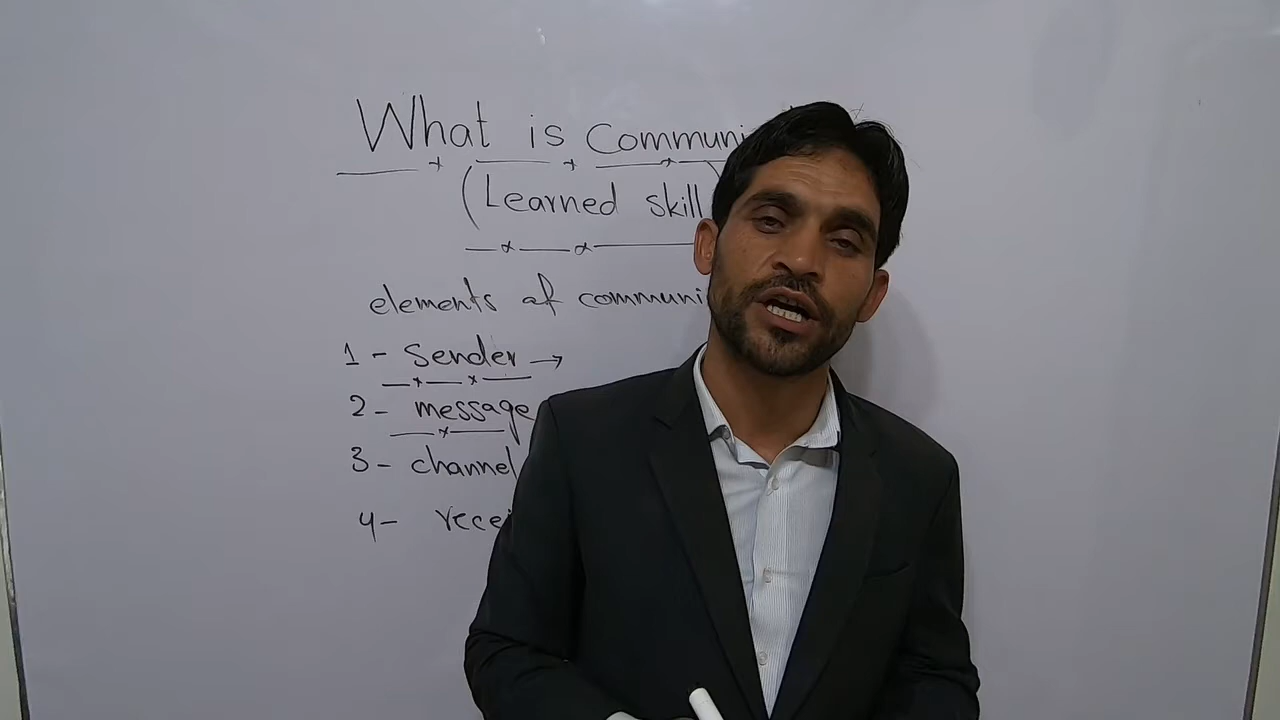 What is Communi
(Learned skill
elements of communi
1 - Sender →
2 - message
3 - channel
4 - recei